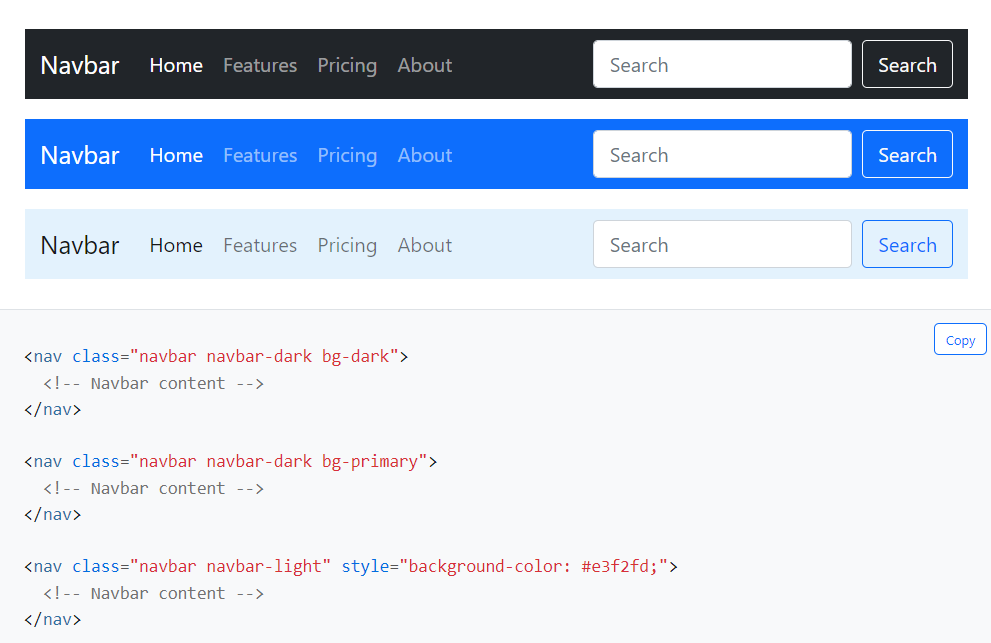 Navbar Home Features Pricing About Search Search
Navbar Home Features Pricing About Search Search
Navbar Home Features Pricing About Search Search
Copy
<nav class="navbar navbar-dark bg-dark">
  <!-- Navbar content -->
</nav>
<nav class="navbar navbar-dark bg-primary">
  <!-- Navbar content -->
</nav>
<nav class="navbar navbar-light" style="background-color: #e3f2fd;">
  <!-- Navbar content -->
</nav>